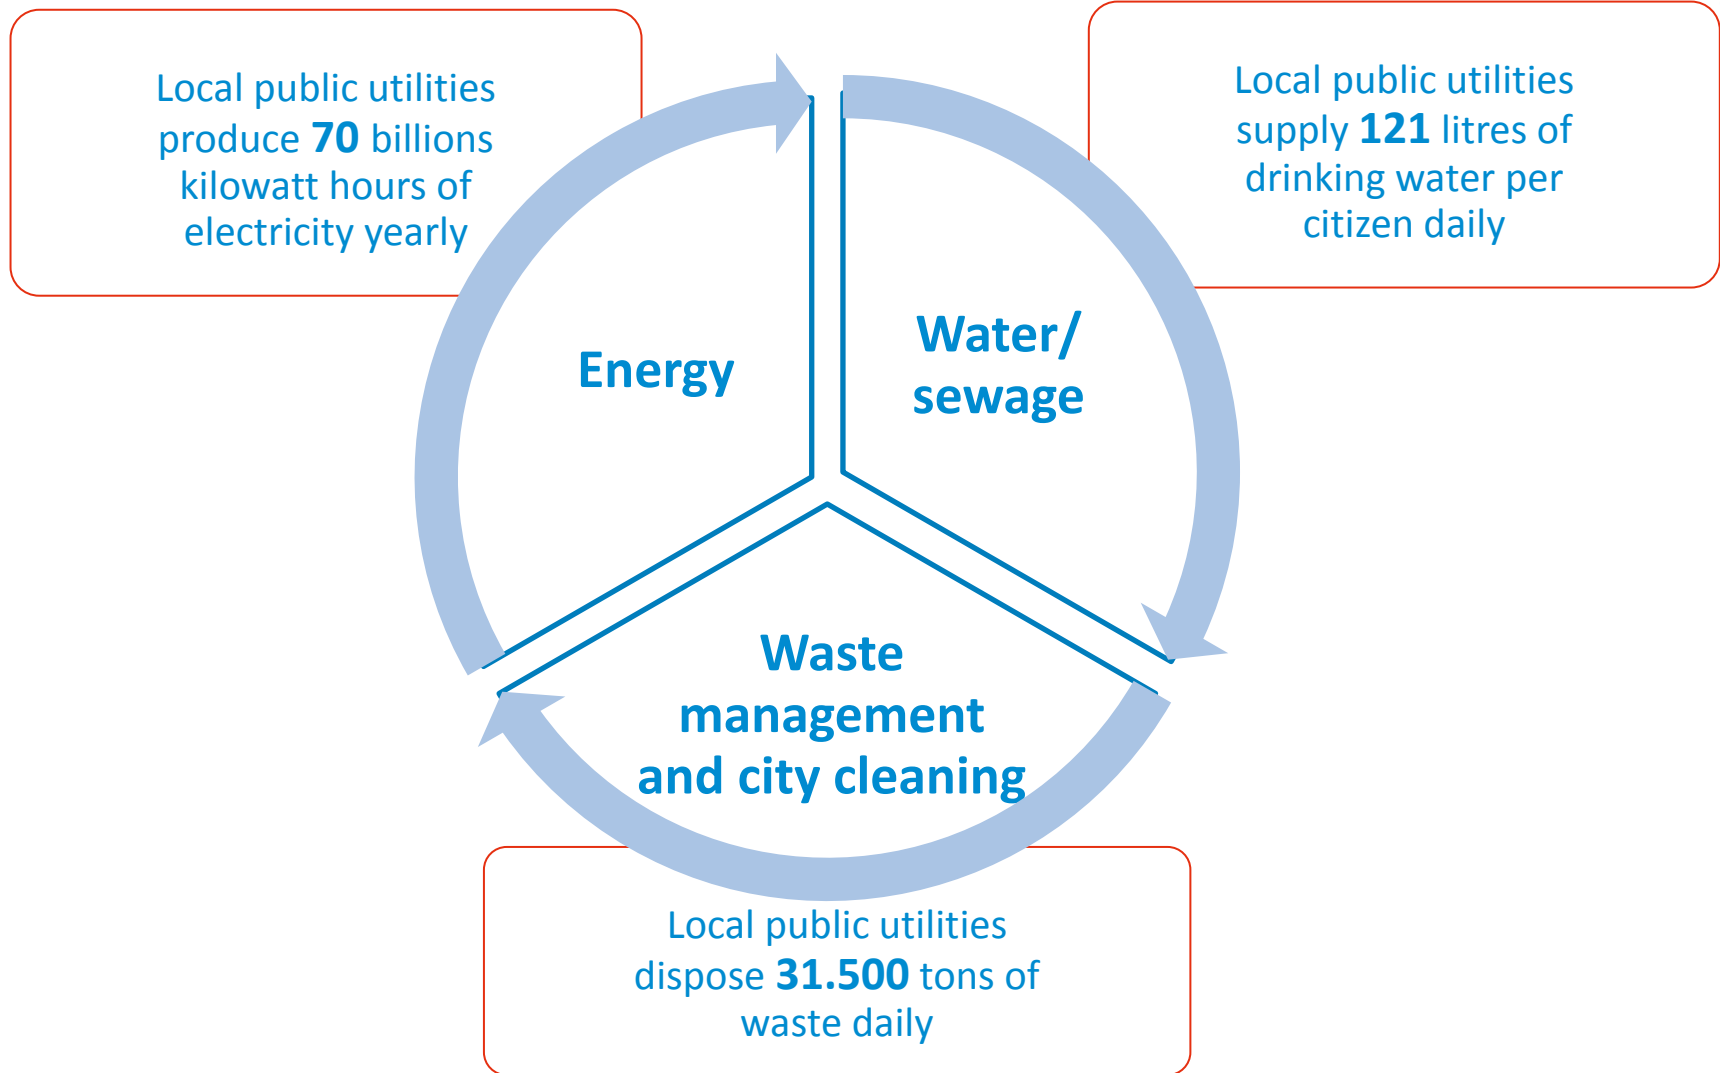 Local public utilities
produce 70 billions
kilowatt hours of
electricity yearly
Local public utilities
supply 121 litres of
drinking water per
citizen daily
Energy
Water/
sewage
Waste
management
and city cleaning
Local public utilities
dispose 31.500 tons of
waste daily